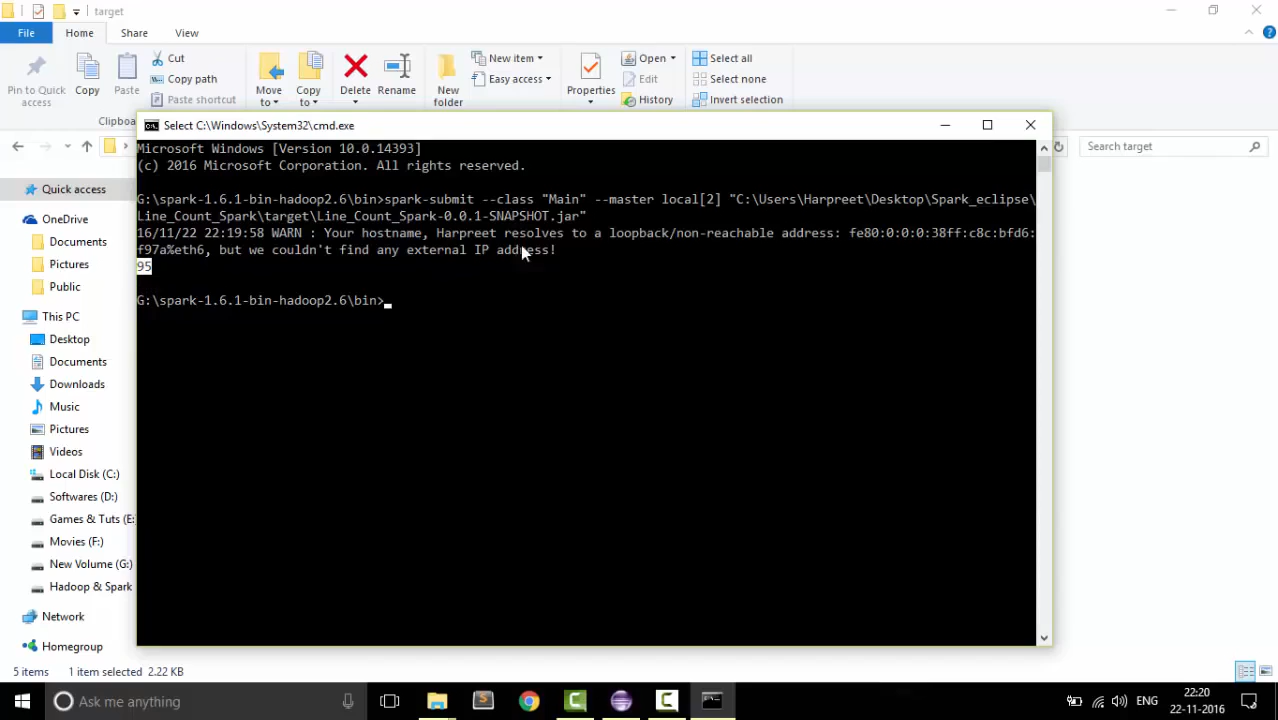 target
File
Home
Share
View
Pin to Quick access
Copy
Paste
Cut
Copy path
Paste shortcut
Clipboa
Move to
Copy to
Delete
Rename
New folder
New item
Easy access
Properties
Open
Edit
History
Select all
Select none
Invert selection
Search target
Select C:\Windows\System32\cmd.exe
Microsoft Windows [Version 10.0.14393]
(c) 2016 Microsoft Corporation. All rights reserved.
G:\spark-1.6.1-bin-hadoop2.6\bin>spark-submit --class "Main" --master local[2] "C:\Users\Harpreet\Desktop\Spark_eclipse\
Line_Count_Spark\target\Line_Count_Spark-0.0.1-SNAPSHOT.jar"
16/11/22 22:19:58 WARN : Your hostname, Harpreet resolves to a loopback/non-reachable address: fe80:0:0:0:38ff:c8c:bfd6:
f97a%eth6, but we couldn't find any external IP address!
95
G:\spark-1.6.1-bin-hadoop2.6\bin>
Quick access
OneDrive
Documents
Pictures
Public
This PC
Desktop
Documents
Downloads
Music
Pictures
Videos
Local Disk (C:)
Softwares (D:)
Games & Tuts (E:
Movies (F:)
New Volume (G:)
Hadoop & Spark
Network
Homegroup
5 items
1 item selected 2.22 KB
Ask me anything
ENG
22:20
22-11-2016